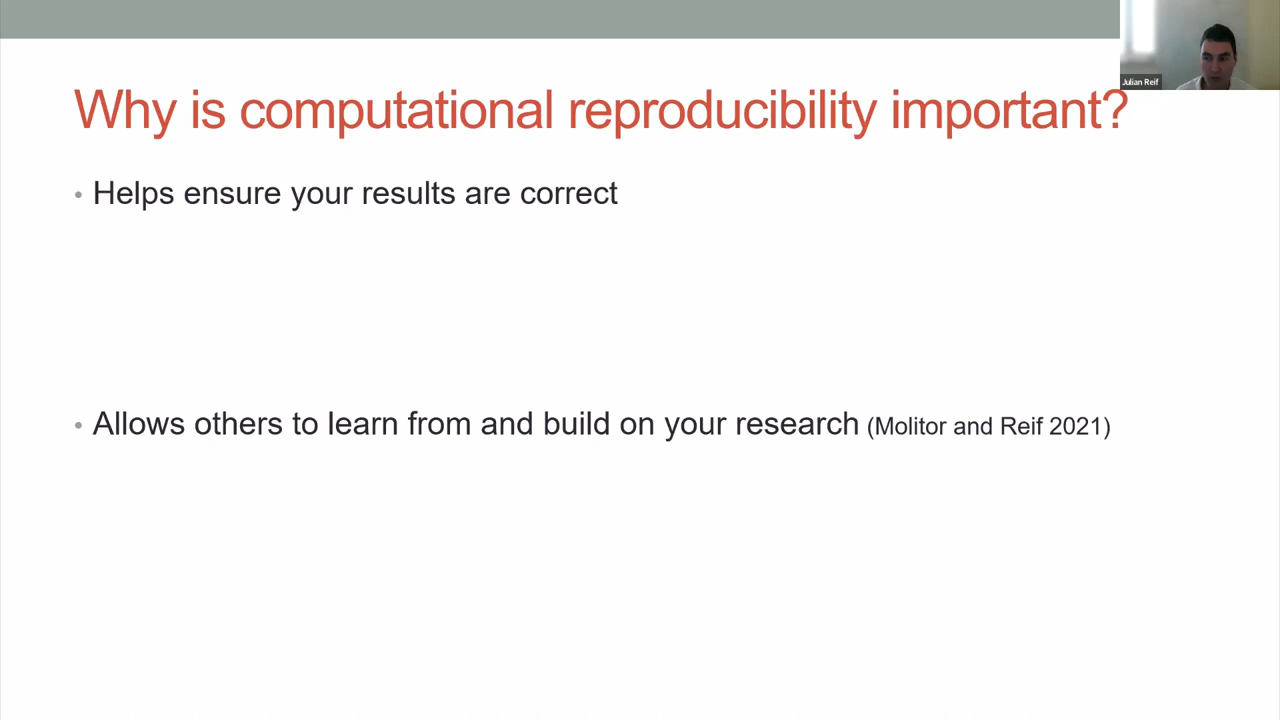 Julian Reif
Why is computational reproducibility important?
• Helps ensure your results are correct
• Allows others to learn from and build on your research (Molitor and Reif 2021)